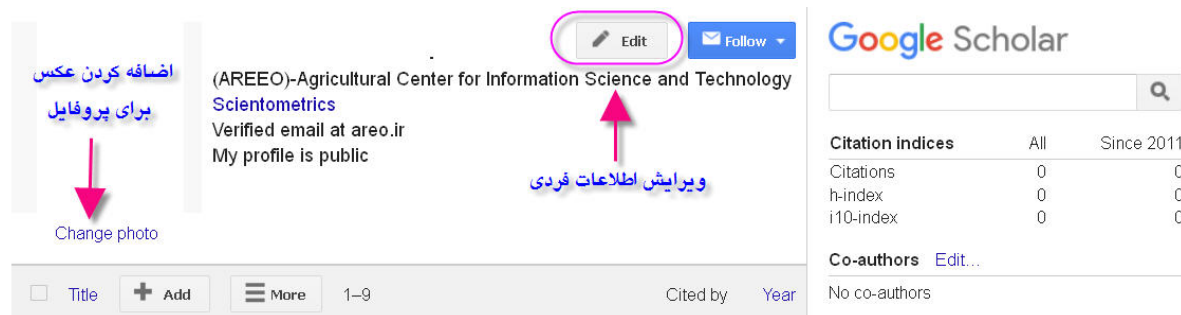 Edit
Follow
(AREEO)-Agricultural Center for Information Science and Technology
Scientometrics
Verified email at areo.ir
My profile is public
اضافه کردن عکس
برای پروفایل
ویرایش اطلاعات فردی
Change photo
Title Add More 1–9 Cited by Year
Google Scholar
Citation indices All Since 2011
Citations 0 0
h-index 0 0
i10-index 0 0
Co-authors Edit...
No co-authors